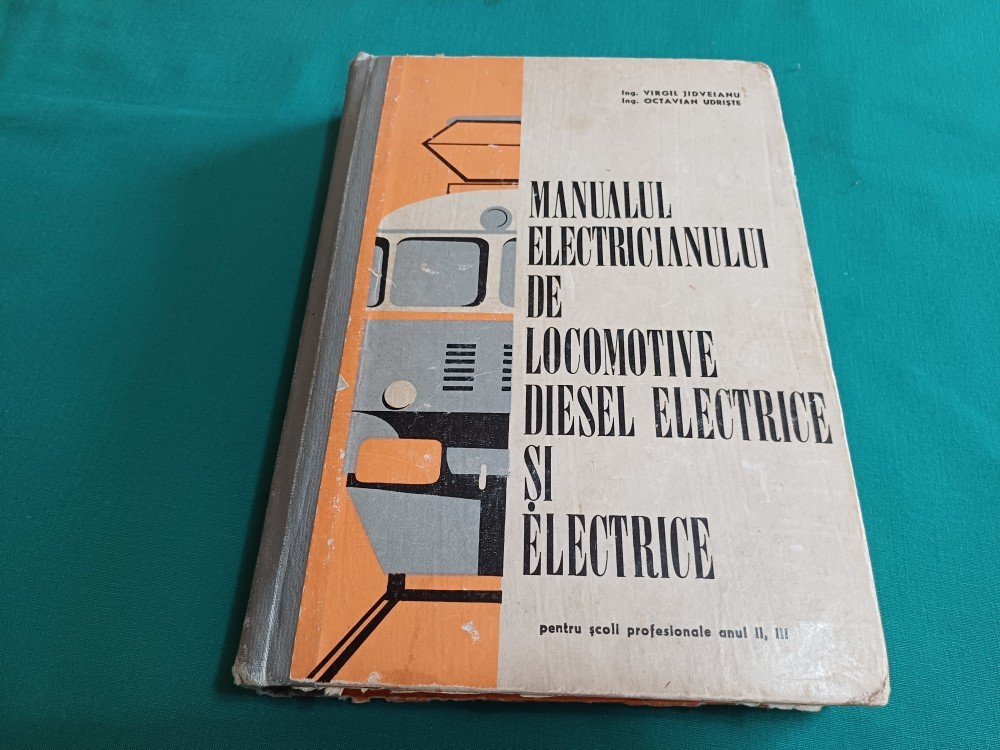 Ing. VIRGIL JIDVEIANU
Ing. OCTAVIAN UDRIȘTE
MANUALUL
ELECTRICIANULUI
DE
LOCOMOTIVE
DIESEL ELECTRICE
ȘI
ELECTRICE
pentru școli profesionale anul II, III